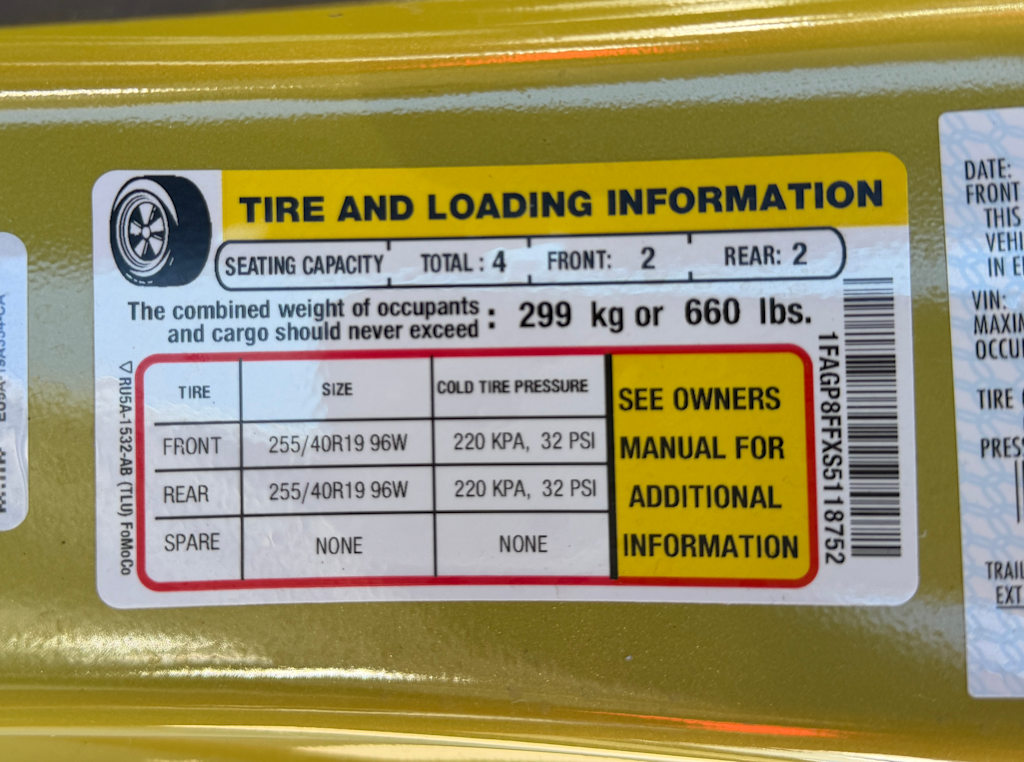 TIRE AND LOADING INFORMATION
SEATING CAPACITY TOTAL : 4 FRONT: 2 REAR: 2
The combined weight of occupants
and cargo should never exceed : 299 kg or 660 lbs.
TIRE SIZE COLD TIRE PRESSURE
FRONT 255/40R19 96W 220 KPA, 32 PSI
REAR 255/40R19 96W 220 KPA, 32 PSI
SPARE NONE NONE
SEE OWNERS
MANUAL FOR
ADDITIONAL
INFORMATION
1FAGP8FFXS5118752
▽RU5A-1532-AB (TLU) FoMoCo
DATE:
FRONT
THIS
VEHI
IN E
VIN:
MAXIM
OCCUP
TIRE
PRESS
TRAIL
EXT